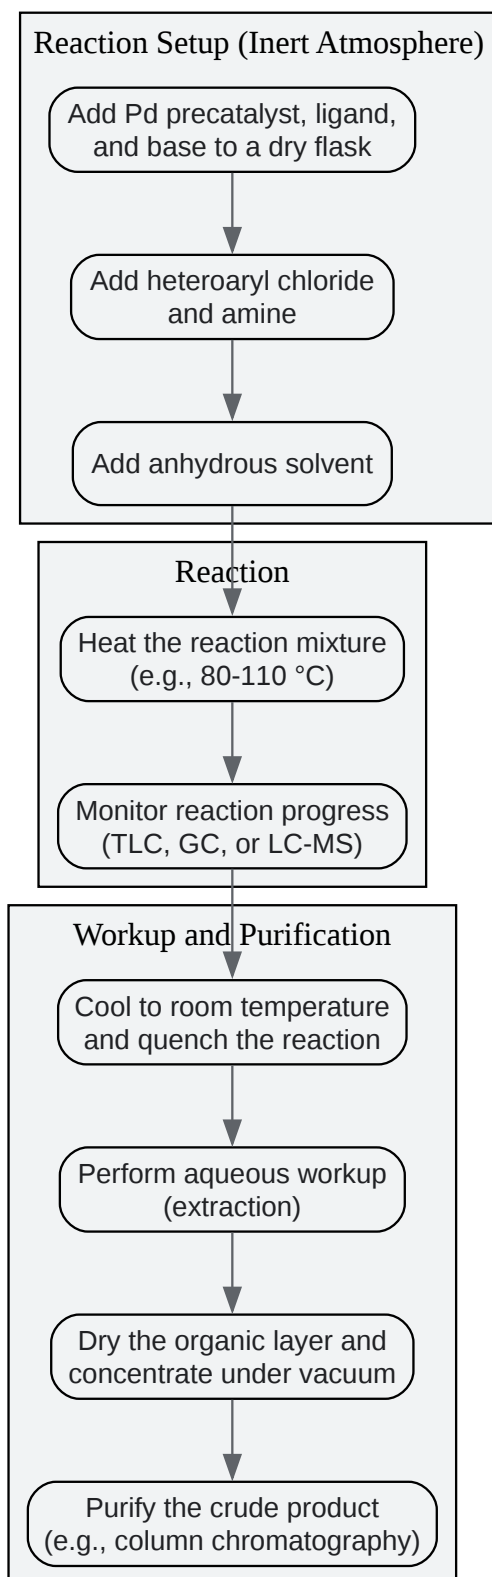 Reaction Setup (Inert Atmosphere)
Add Pd precatalyst, ligand,
and base to a dry flask
Add heteroaryl chloride
and amine
Add anhydrous solvent
Reaction
Heat the reaction mixture
(e.g., 80-110 °C)
Monitor reaction progress
(TLC, GC, or LC-MS)
Workup and Purification
Cool to room temperature
and quench the reaction
Perform aqueous workup
(extraction)
Dry the organic layer and
concentrate under vacuum
Purify the crude product
(e.g., column chromatography)